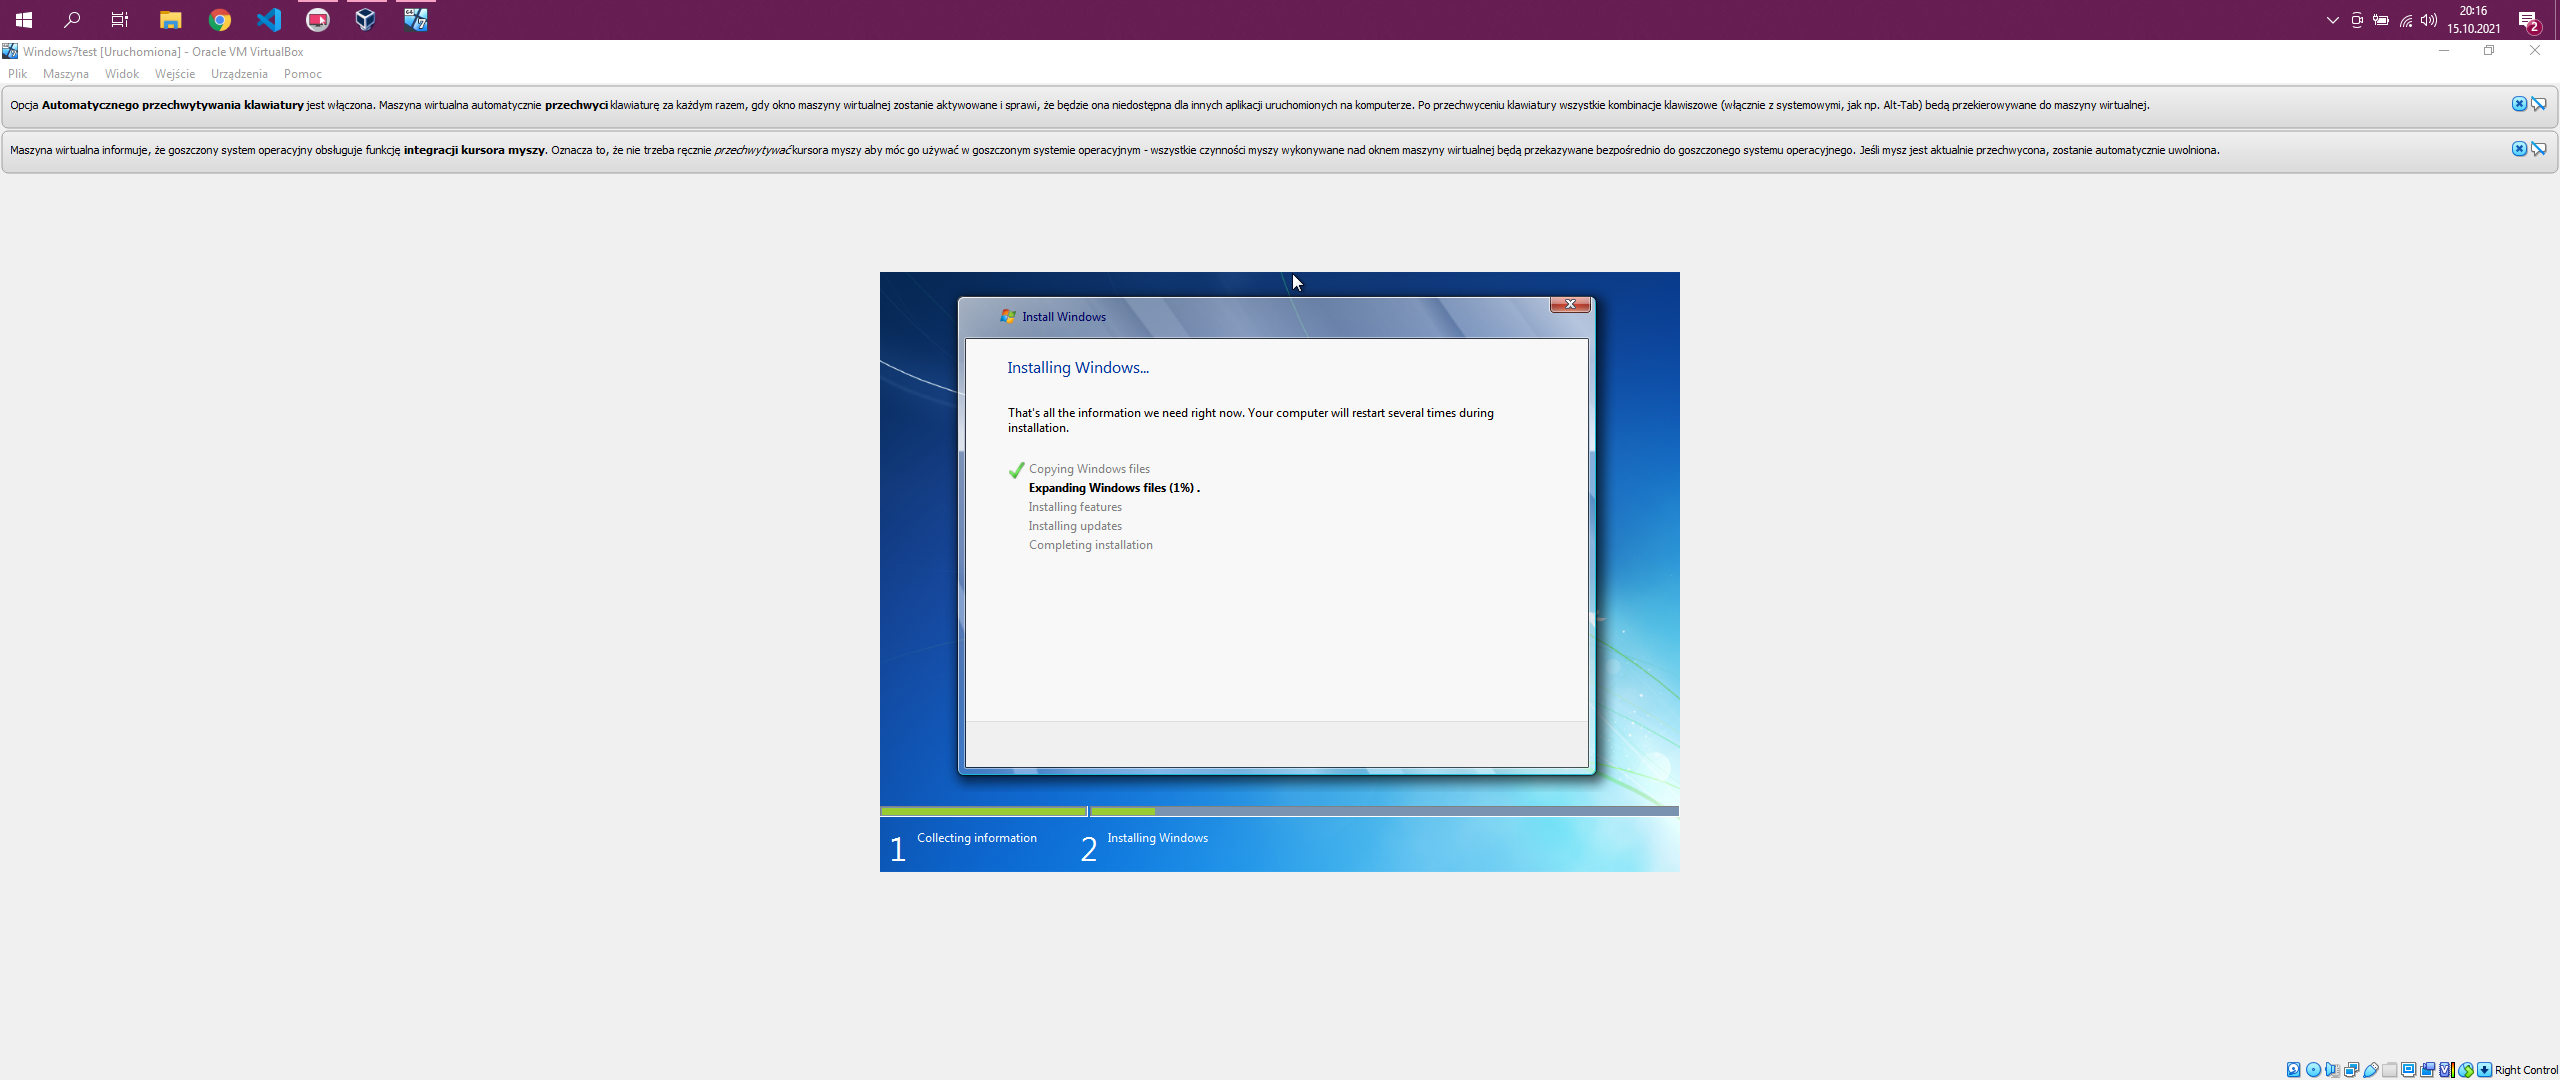 20:16
15.10.2021
2
Windows7test [Uruchomiona] - Oracle VM VirtualBox
Plik Maszyna Widok Wejście Urządzenia Pomoc
Opcja Automatycznego przechwytywania klawiatury jest włączona. Maszyna wirtualna automatycznie przechwyci klawiaturę za każdym razem, gdy okno maszyny wirtualnej zostanie aktywowane i sprawi, że będzie ona niedostępna dla innych aplikacji uruchomionych na komputerze. Po przechwyceniu klawiatury wszystkie kombinacje klawiszowe (włącznie z systemowymi, jak np. Alt-Tab) bedą przekierowywane do maszyny wirtualnej.
Maszyna wirtualna informuje, że goszczony system operacyjny obsługuje funkcję integracji kursora myszy. Oznacza to, że nie trzeba ręcznie przechwytywać kursora myszy aby móc go używać w goszczonym systemie operacyjnym - wszystkie czynności myszy wykonywane nad oknem maszyny wirtualnej będą przekazywane bezpośrednio do goszczonego systemu operacyjnego. Jeśli mysz jest aktualnie przechwycona, zostanie automatycznie uwolniona.
Install Windows
Installing Windows...
That's all the information we need right now. Your computer will restart several times during
installation.
Copying Windows files
Expanding Windows files (1%) .
Installing features
Installing updates
Completing installation
1 Collecting information
2 Installing Windows
Right Control